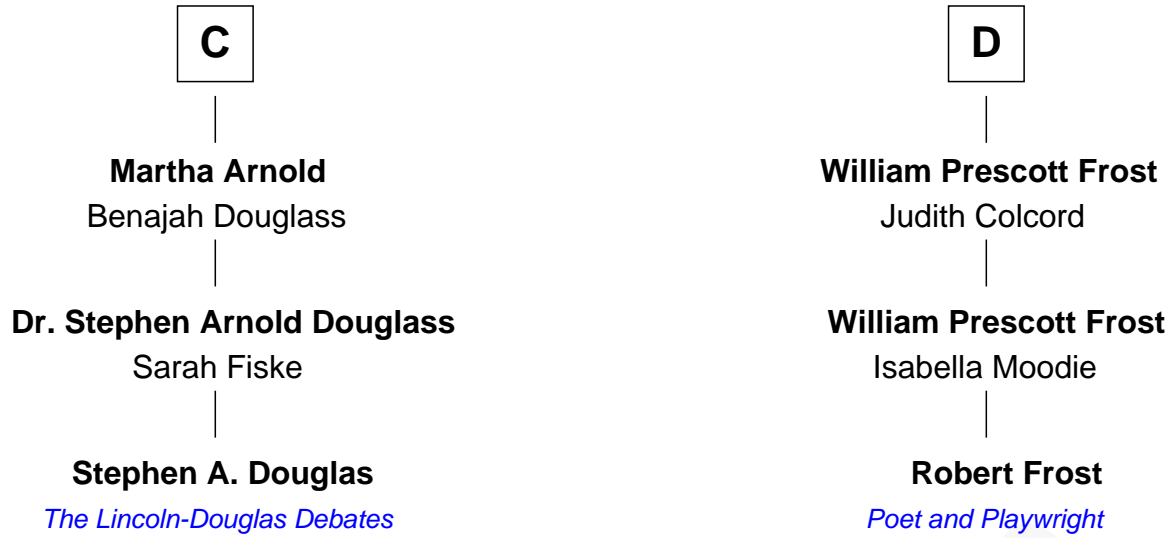 C
Martha Arnold
Benajah Douglass
Dr. Stephen Arnold Douglass
Sarah Fiske
Stephen A. Douglas
The Lincoln-Douglas Debates
D
William Prescott Frost
Judith Colcord
William Prescott Frost
Isabella Moodie
Robert Frost
Poet and Playwright